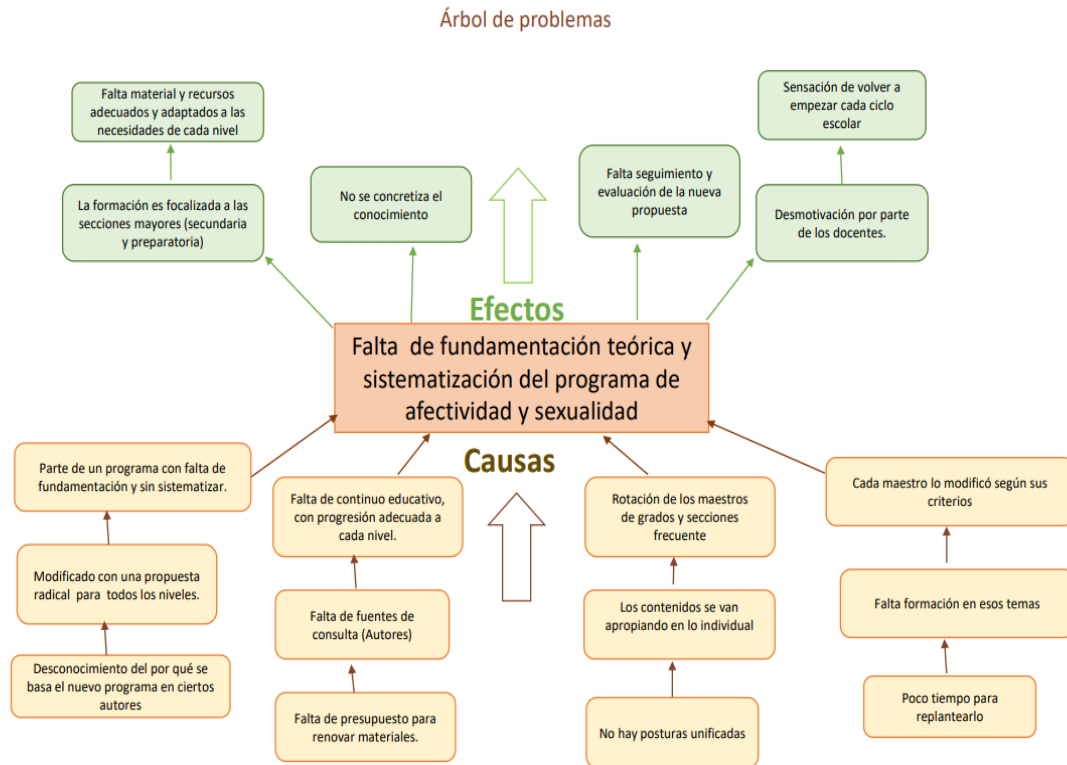 Árbol de problemas
Falta material y recursos
adecuados y adaptados a las
necesidades de cada nivel
Sensación de volver a
empezar cada ciclo
escolar
La formación es focalizada a las
secciones mayores (secundaria
y preparatoria)
No se concretiza el
conocimiento
Falta seguimiento y
evaluación de la nueva
propuesta
Desmotivación por parte
de los docentes.
Efectos
Falta de fundamentación teórica y
sistematización del programa de
afectividad y sexualidad
Causas
Parte de un programa con falta de
fundamentación y sin sistematizar.
Falta de continuo educativo,
con progresión adecuada a
cada nivel.
Rotación de los maestros
de grados y secciones
frecuente
Cada maestro lo modificó según sus
criterios
Modificado con una propuesta
radical para todos los niveles.
Falta de fuentes de
consulta (Autores)
Los contenidos se van
apropiando en lo individual
Falta formación en esos temas
Desconocimiento del por qué se
basa el nuevo programa en ciertos
autores
Falta de presupuesto para
renovar materiales.
No hay posturas unificadas
Poco tiempo para
replantearlo